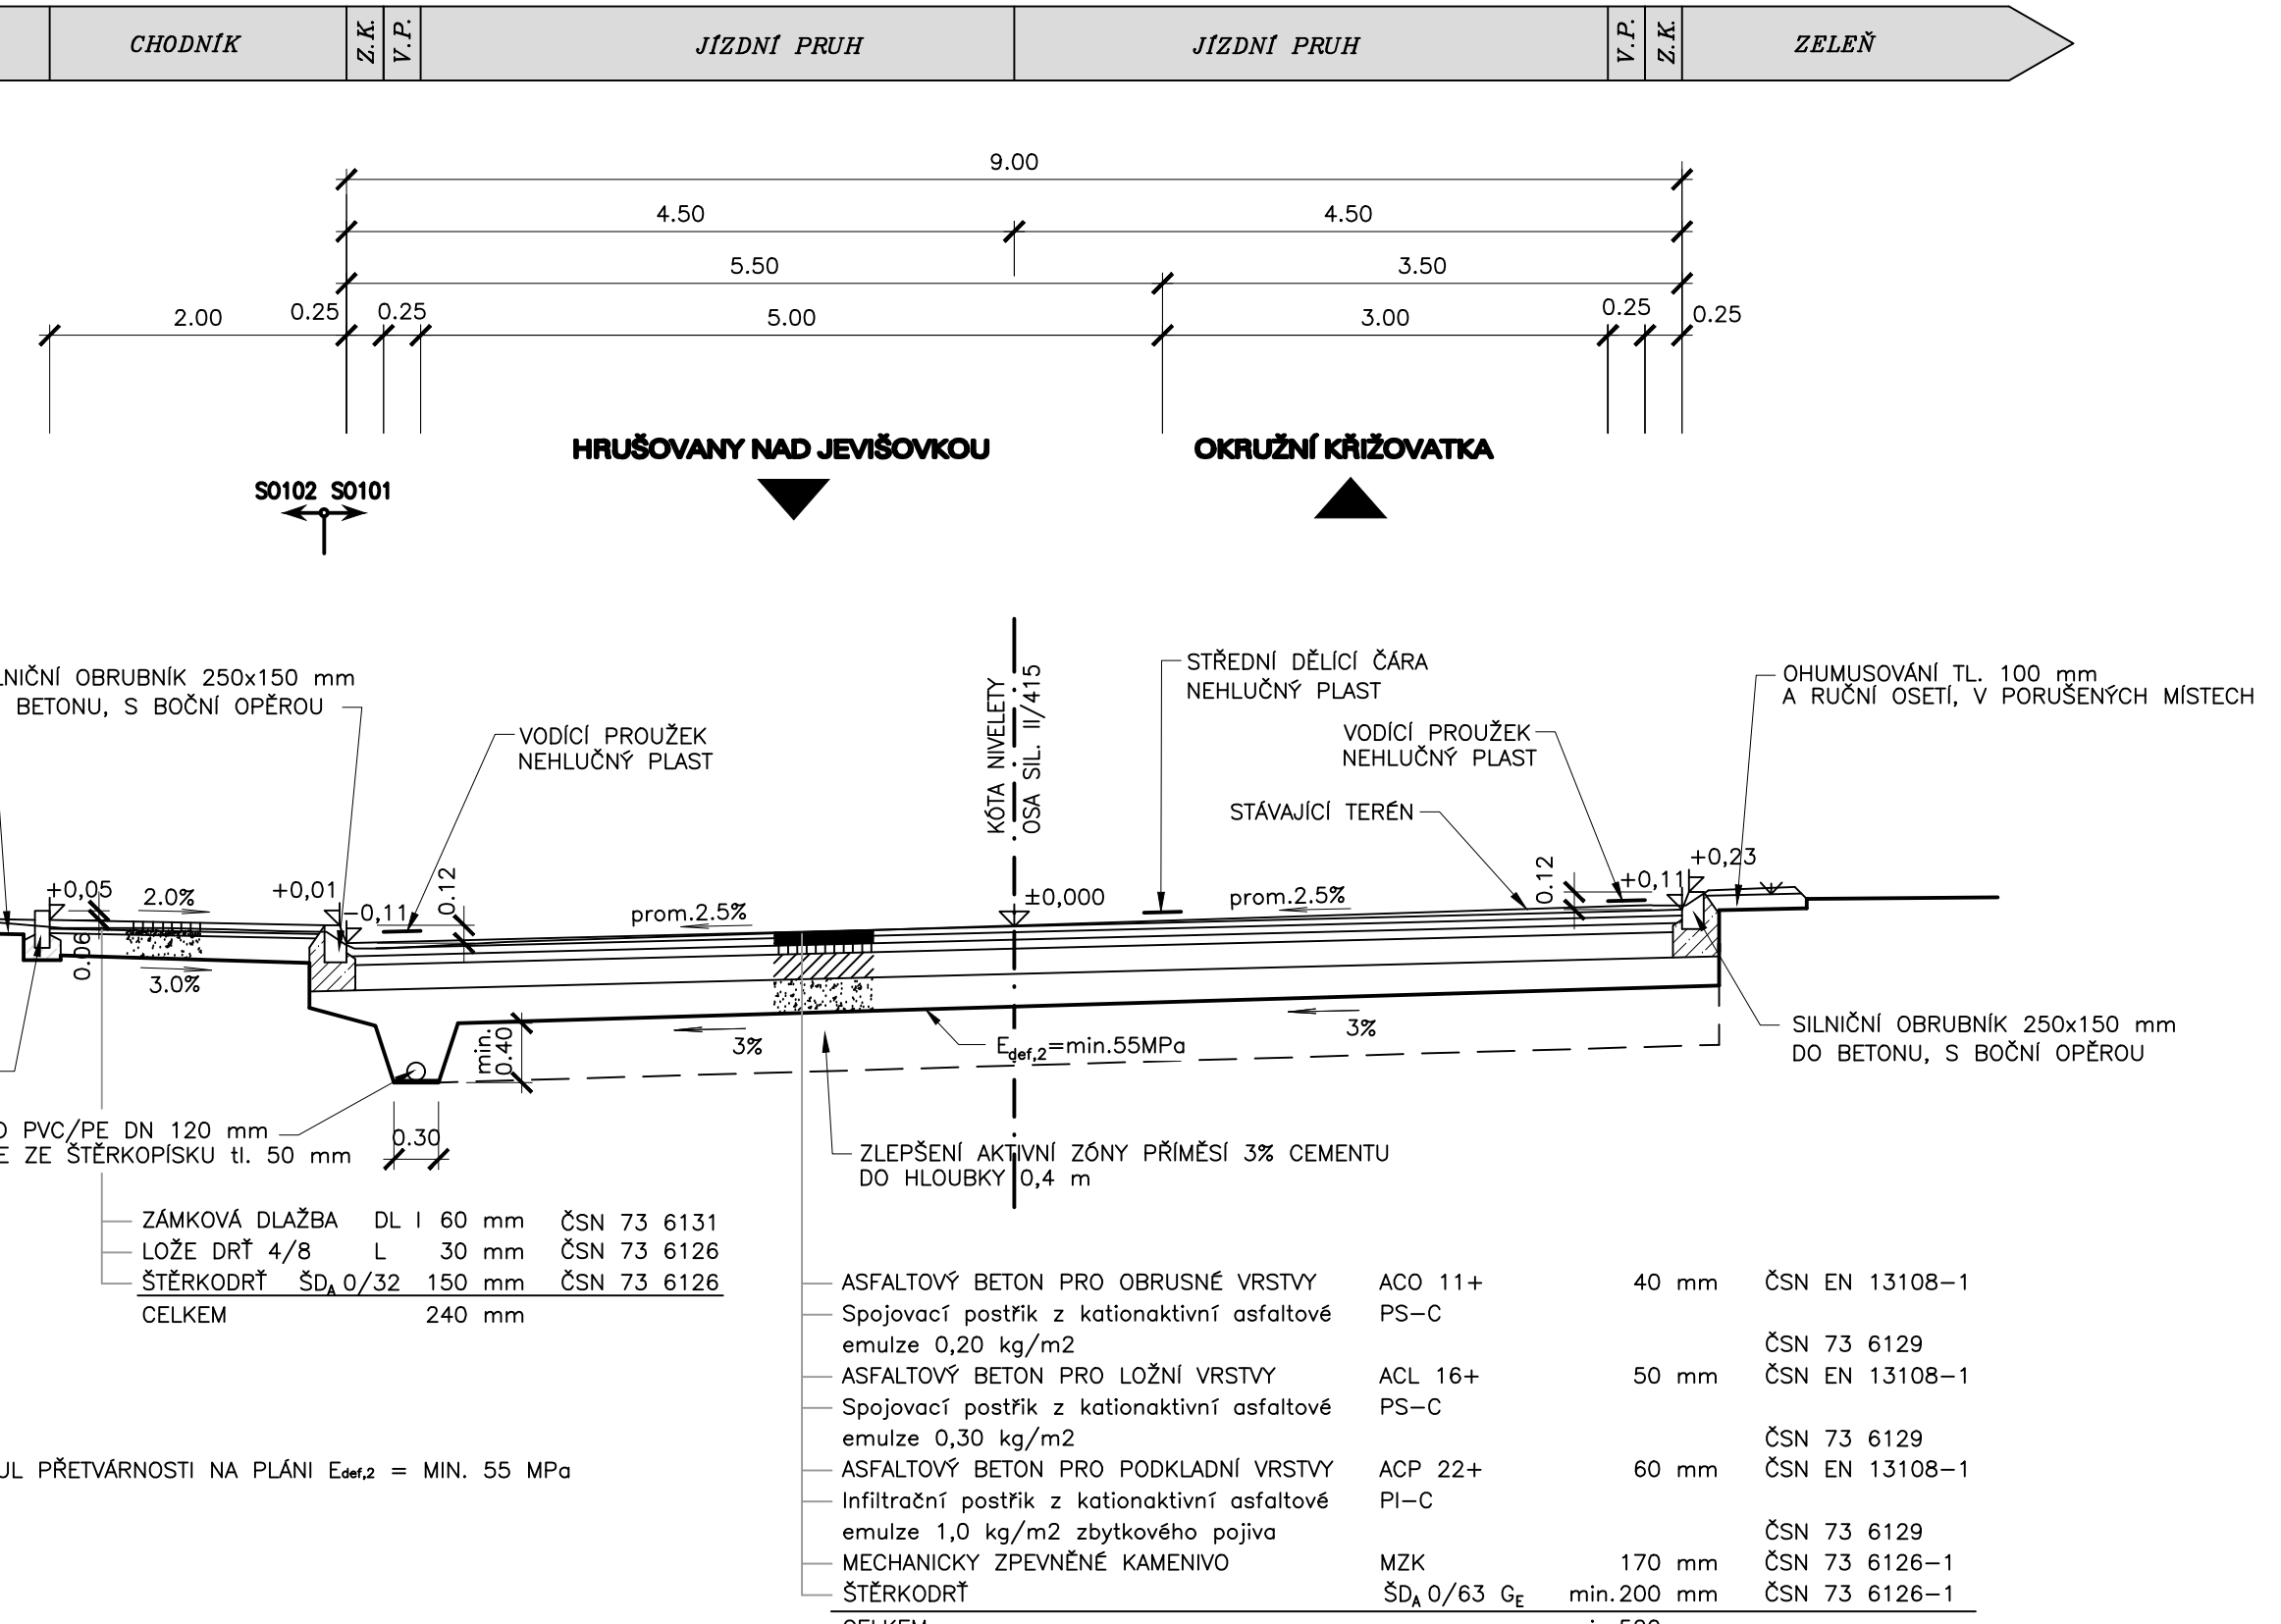 CHODNÍK Z.K. V.P. JÍZDNÍ PRUH JÍZDNÍ PRUH V.P. Z.K. ZELEŇ
9.00
4.50 4.50
5.50 3.50
2.00 0.25 0.25 5.00 3.00 0.25 0.25
HRUŠOVANY NAD JEVIŠOVKOU OKRUŽNÍ KŘIŽOVATKA
SO102 SO101
LNIČNÍ OBRUBNÍK 250x150 mm
BETONU, S BOČNÍ OPĚROU
VODÍCÍ PROUŽEK
NEHLUČNÝ PLAST
KÓTA NIVELETY
OSA SIL. II/415
STŘEDNÍ DĚLÍCÍ ČÁRA
NEHLUČNÝ PLAST
VODÍCÍ PROUŽEK
NEHLUČNÝ PLAST
STÁVAJÍCÍ TERÉN
OHUMUSOVÁNÍ TL. 100 mm
A RUČNÍ OSETÍ, V PORUŠENÝCH MÍSTECH
+0,05 2.0% +0,01 -0,11 0.12 prom.2.5% ±0,000 prom.2.5% 0.12 +0,11 +0,23
0.06 3.0%
min. 0.40 3% 3%
Edef,2=min.55MPa
SILNIČNÍ OBRUBNÍK 250x150 mm
DO BETONU, S BOČNÍ OPĚROU
PVC/PE DN 120 mm
E ZE ŠTĚRKOPÍSKU tl. 50 mm
0.30
ZLEPŠENÍ AKTIVNÍ ZÓNY PŘÍMĚSÍ 3% CEMENTU
DO HLOUBKY 0,4 m
ZÁMKOVÁ DLAŽBA DL I 60 mm ČSN 73 6131
LOŽE DRŤ 4/8 L 30 mm ČSN 73 6126
ŠTĚRKODRŤ ŠDA 0/32 150 mm ČSN 73 6126
CELKEM 240 mm
UL PŘETVÁRNOSTI NA PLÁNI Edef,2 = MIN. 55 MPa
ASFALTOVÝ BETON PRO OBRUSNÉ VRSTVY ACO 11+ 40 mm ČSN EN 13108-1
Spojovací postřik z kationaktivní asfaltové PS-C
emulze 0,20 kg/m2 ČSN 73 6129
ASFALTOVÝ BETON PRO LOŽNÍ VRSTVY ACL 16+ 50 mm ČSN EN 13108-1
Spojovací postřik z kationaktivní asfaltové PS-C
emulze 0,30 kg/m2 ČSN 73 6129
ASFALTOVÝ BETON PRO PODKLADNÍ VRSTVY ACP 22+ 60 mm ČSN EN 13108-1
Infiltrační postřik z kationaktivní asfaltové PI-C
emulze 1,0 kg/m2 zbytkového pojiva ČSN 73 6129
MECHANICKY ZPEVNĚNÉ KAMENIVO MZK 170 mm ČSN 73 6126-1
ŠTĚRKODRŤ ŠDA 0/63 GE min.200 mm ČSN 73 6126-1